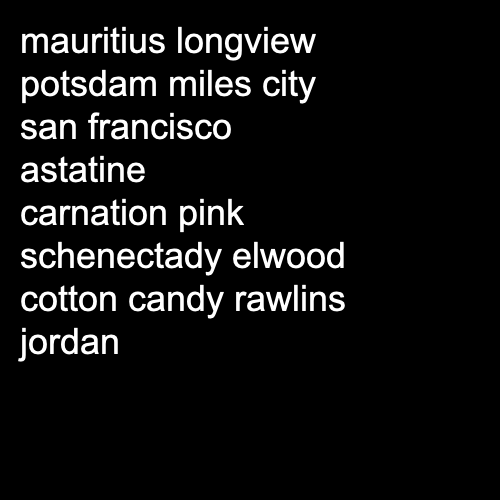 mauritius longview
potsdam miles city
san francisco
astatine
carnation pink
schenectady elwood
cotton candy rawlins
jordan